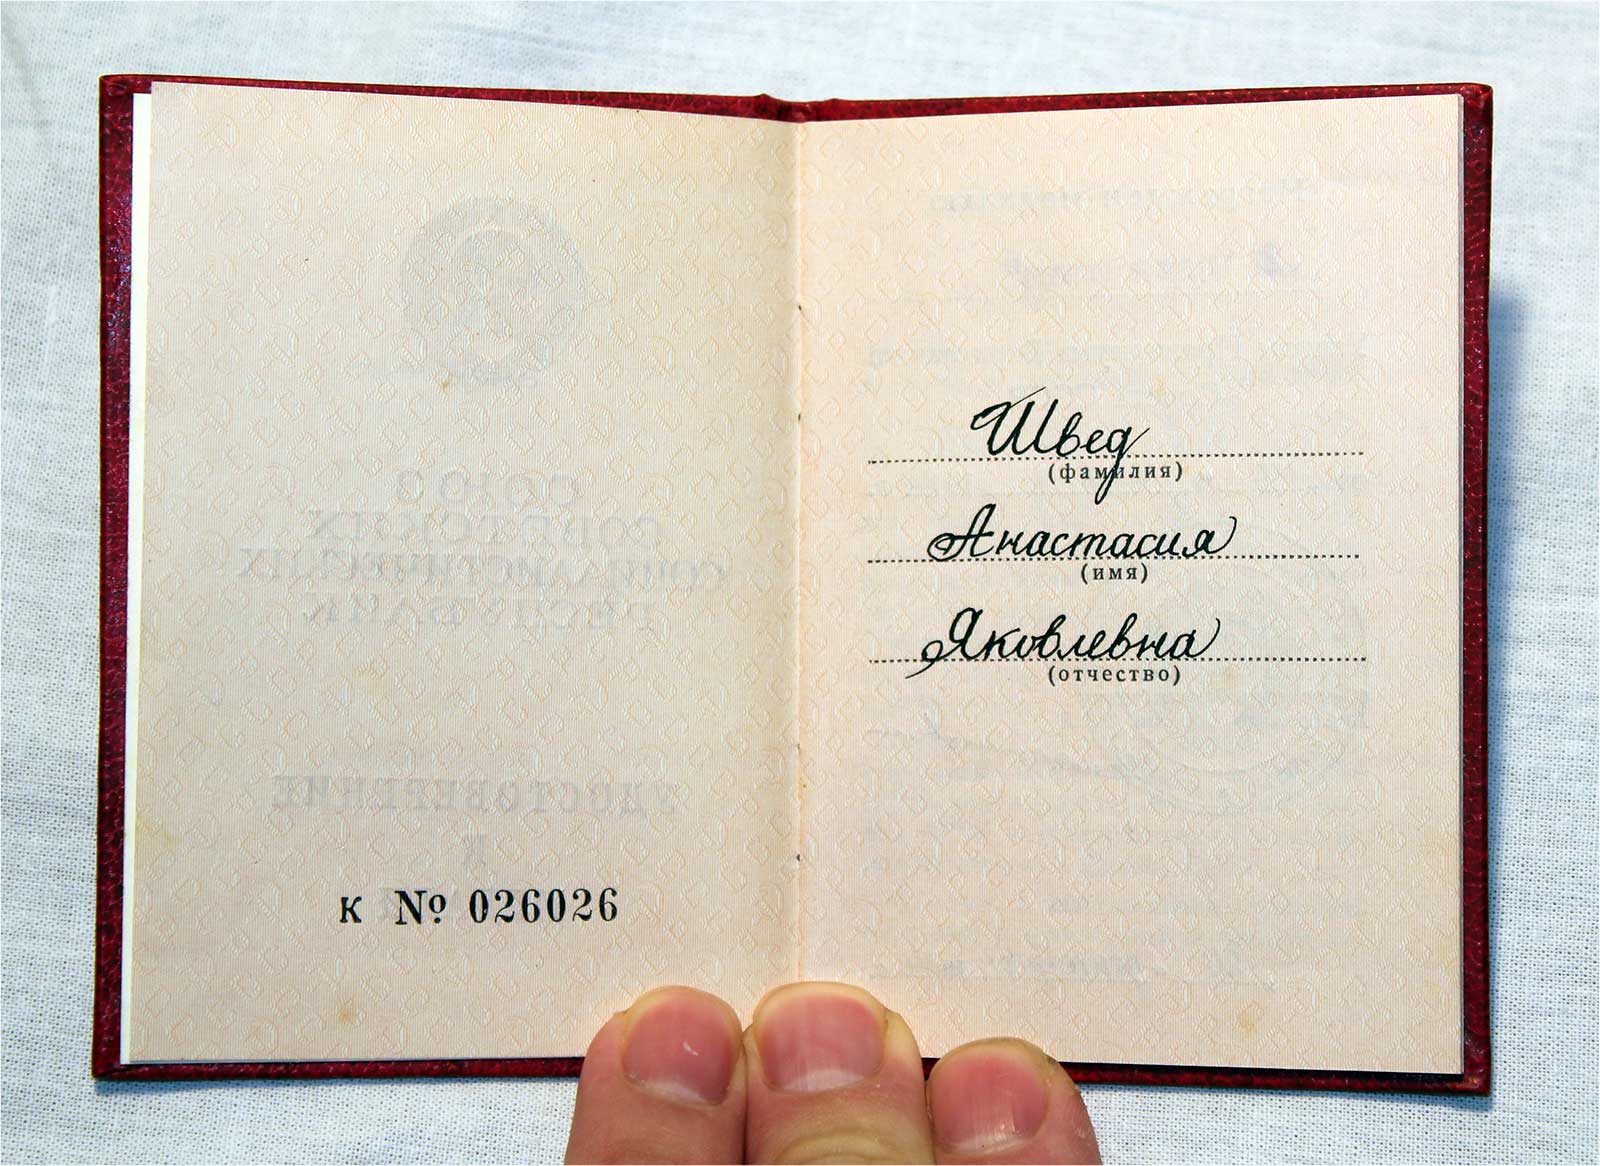 К № 026026
Швед
(фамилия)
Анастасия
(имя)
Яковлевна
(отчество)